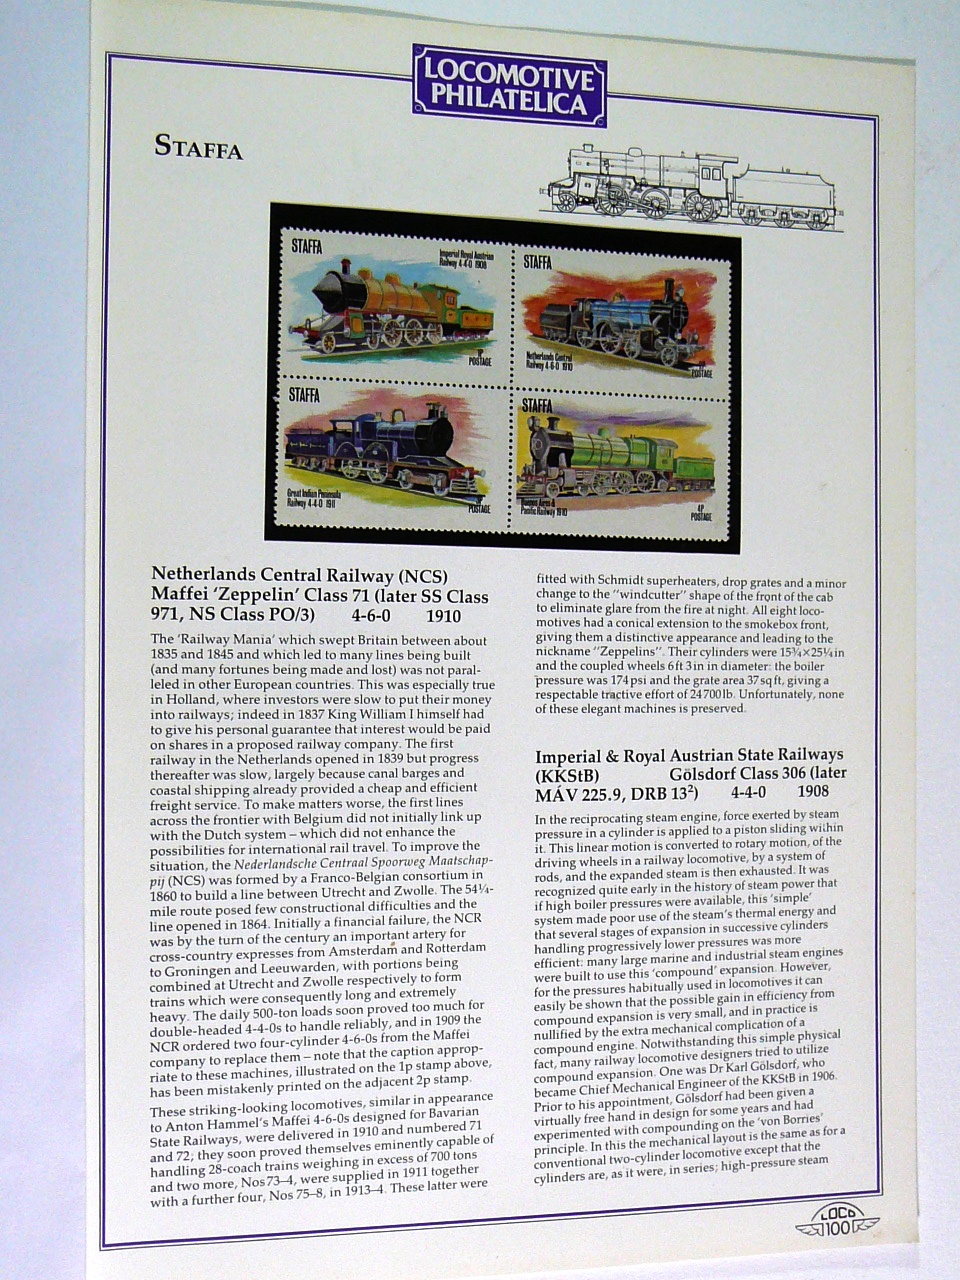 LOCOMOTIVE
PHILATELICA
STAFFA
STAFFA
Imperial Royal Austrian
Railway 4-4-0 1908
1P
POSTAGE
STAFFA
Netherlands Central
Railway 4-6-0 1910
POSTAGE
STAFFA
Great Indian Peninsula
Railway 4-4-0 1911
POSTAGE
STAFFA
Buenos Aires &
Pacific Railway 1910
4P
POSTAGE
Netherlands Central Railway (NCS)
Maffei 'Zeppelin' Class 71 (later SS Class
971, NS Class PO/3) 4-6-0 1910
The 'Railway Mania' which swept Britain between about
1835 and 1845 and which led to many lines being built
(and many fortunes being made and lost) was not paral-
leled in other European countries. This was especially true
in Holland, where investors were slow to put their money
into railways; indeed in 1837 King William I himself had
to give his personal guarantee that interest would be paid
on shares in a proposed railway company. The first
railway in the Netherlands opened in 1839 but progress
thereafter was slow, largely because canal barges and
coastal shipping already provided a cheap and efficient
freight service. To make matters worse, the first lines
across the frontier with Belgium did not initially link up
with the Dutch system – which did not enhance the
possibilities for international rail travel. To improve the
situation, the Nederlandsche Centraal Spoorweg Maatschap-
pij (NCS) was formed by a Franco-Belgian consortium in
1860 to build a line between Utrecht and Zwolle. The 54¼-
mile route posed few constructional difficulties and the
line opened in 1864. Initially a financial failure, the NCR
was by the turn of the century an important artery for
cross-country expresses from Amsterdam and Rotterdam
to Groningen and Leeuwarden, with portions being
combined at Utrecht and Zwolle respectively to form
trains which were consequently long and extremely
heavy. The daily 500-ton loads soon proved too much for
double-headed 4-4-0s to handle reliably, and in 1909 the
NCR ordered two four-cylinder 4-6-0s from the Maffei
company to replace them – note that the caption approp-
riate to these machines, illustrated on the 1p stamp above,
has been mistakenly printed on the adjacent 2p stamp.
These striking-looking locomotives, similar in appearance
to Anton Hammel's Maffei 4-6-0s designed for Bavarian
State Railways, were delivered in 1910 and numbered 71
and 72; they soon proved themselves eminently capable of
handling 28-coach trains weighing in excess of 700 tons
and two more, Nos 73–4, were supplied in 1911 together
with a further four, Nos 75–8, in 1913–4. These latter were
fitted with Schmidt superheaters, drop grates and a minor
change to the "windcutter" shape of the front of the cab
to eliminate glare from the fire at night. All eight loco-
motives had a conical extension to the smokebox front,
giving them a distinctive appearance and leading to the
nickname "Zeppelins". Their cylinders were 15¾×25¼in
and the coupled wheels 6ft 3in in diameter: the boiler
pressure was 174psi and the grate area 37sqft, giving a
respectable tractive effort of 24700lb. Unfortunately, none
of these elegant machines is preserved.
Imperial & Royal Austrian State Railways
(KKStB) Gölsdorf Class 306 (later
MÁV 225.9, DRB 13²) 4-4-0 1908
In the reciprocating steam engine, force exerted by steam
pressure in a cylinder is applied to a piston sliding within
it. This linear motion is converted to rotary motion, of the
driving wheels in a railway locomotive, by a system of
rods, and the expanded steam is then exhausted. It was
recognized quite early in the history of steam power that
if high boiler pressures were available, this 'simple'
system made poor use of the steam's thermal energy and
that several stages of expansion in successive cylinders
handling progressively lower pressures was more
efficient: many large marine and industrial steam engines
were built to use this 'compound' expansion. However,
for the pressures habitually used in locomotives it can
easily be shown that the possible gain in efficiency from
compound expansion is very small, and in practice is
nullified by the extra mechanical complication of a
compound engine. Notwithstanding this simple physical
fact, many railway locomotive designers tried to utilize
compound expansion. One was Dr Karl Gölsdorf, who
became Chief Mechanical Engineer of the KKStB in 1906.
Prior to his appointment, Gölsdorf had been given a
virtually free hand in design for some years and had
experimented with compounding on the 'von Borries'
principle. In this the mechanical layout is the same as for a
conventional two-cylinder locomotive except that the
cylinders are, as it were, in series; high-pressure steam
LOCO
100